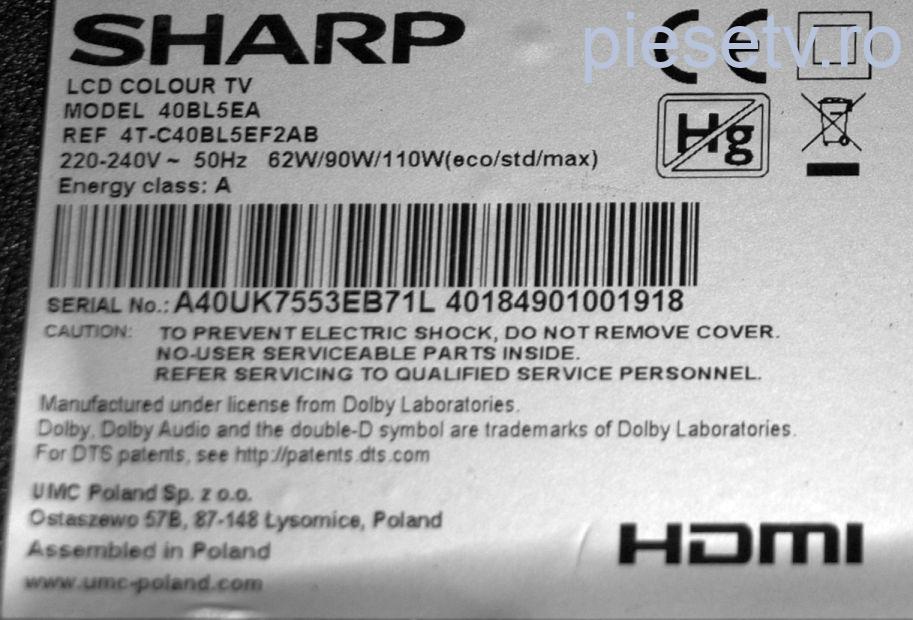 SHARP
piesetv.ro
CE
LCD COLOUR TV
MODEL 40BL5EA
REF 4T-C40BL5EF2AB
Hg
220-240V ~ 50Hz 62W/90W/110W(eco/std/max)
Energy class: A
SERIAL No.: A40UK7553EB71L 40184901001918
CAUTION: TO PREVENT ELECTRIC SHOCK, DO NOT REMOVE COVER.
NO-USER SERVICEABLE PARTS INSIDE.
REFER SERVICING TO QUALIFIED SERVICE PERSONNEL.
Manufactured under license from Dolby Laboratories.
Dolby, Dolby Audio and the double-D symbol are trademarks of Dolby Laboratories.
For DTS patents, see http://patents.dts.com
UMC Poland Sp. z o.o.
Ostaszewo 57B, 87-148 Łysomice, Poland
Assembled in Poland
www.umc-poland.com
HDMI